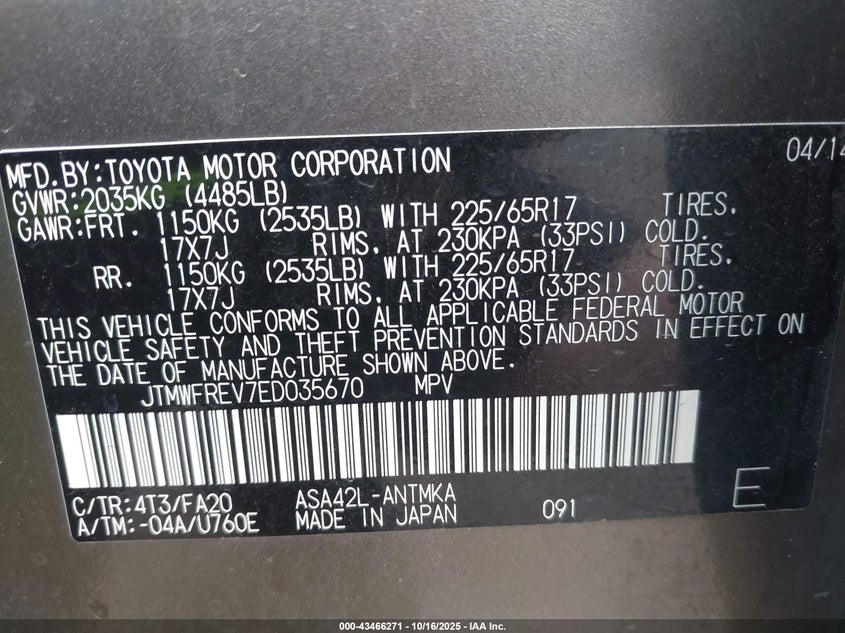 04/14
MFD.BY:TOYOTA MOTOR CORPORATION
GVWR:2035KG (4485LB)
GAWR:FRT. 1150KG (2535LB) WITH 225/65R17 TIRES,
17X7J RIMS, AT 230KPA (33PSI) COLD.
RR. 1150KG (2535LB) WITH 225/65R17 TIRES,
17X7J RIMS, AT 230KPA (33PSI) COLD.
THIS VEHICLE CONFORMS TO ALL APPLICABLE FEDERAL MOTOR
VEHICLE SAFETY AND THEFT PREVENTION STANDARDS IN EFFECT ON
THE DATE OF MANUFACTURE SHOWN ABOVE.
JTMWFREV7ED035670 MPV
C/TR:4T3/FA20 ASA42L-ANTMKA
A/TM:-04A/U760E MADE IN JAPAN 091 E
000-43466271 - 10/16/2025 - IAA Inc.